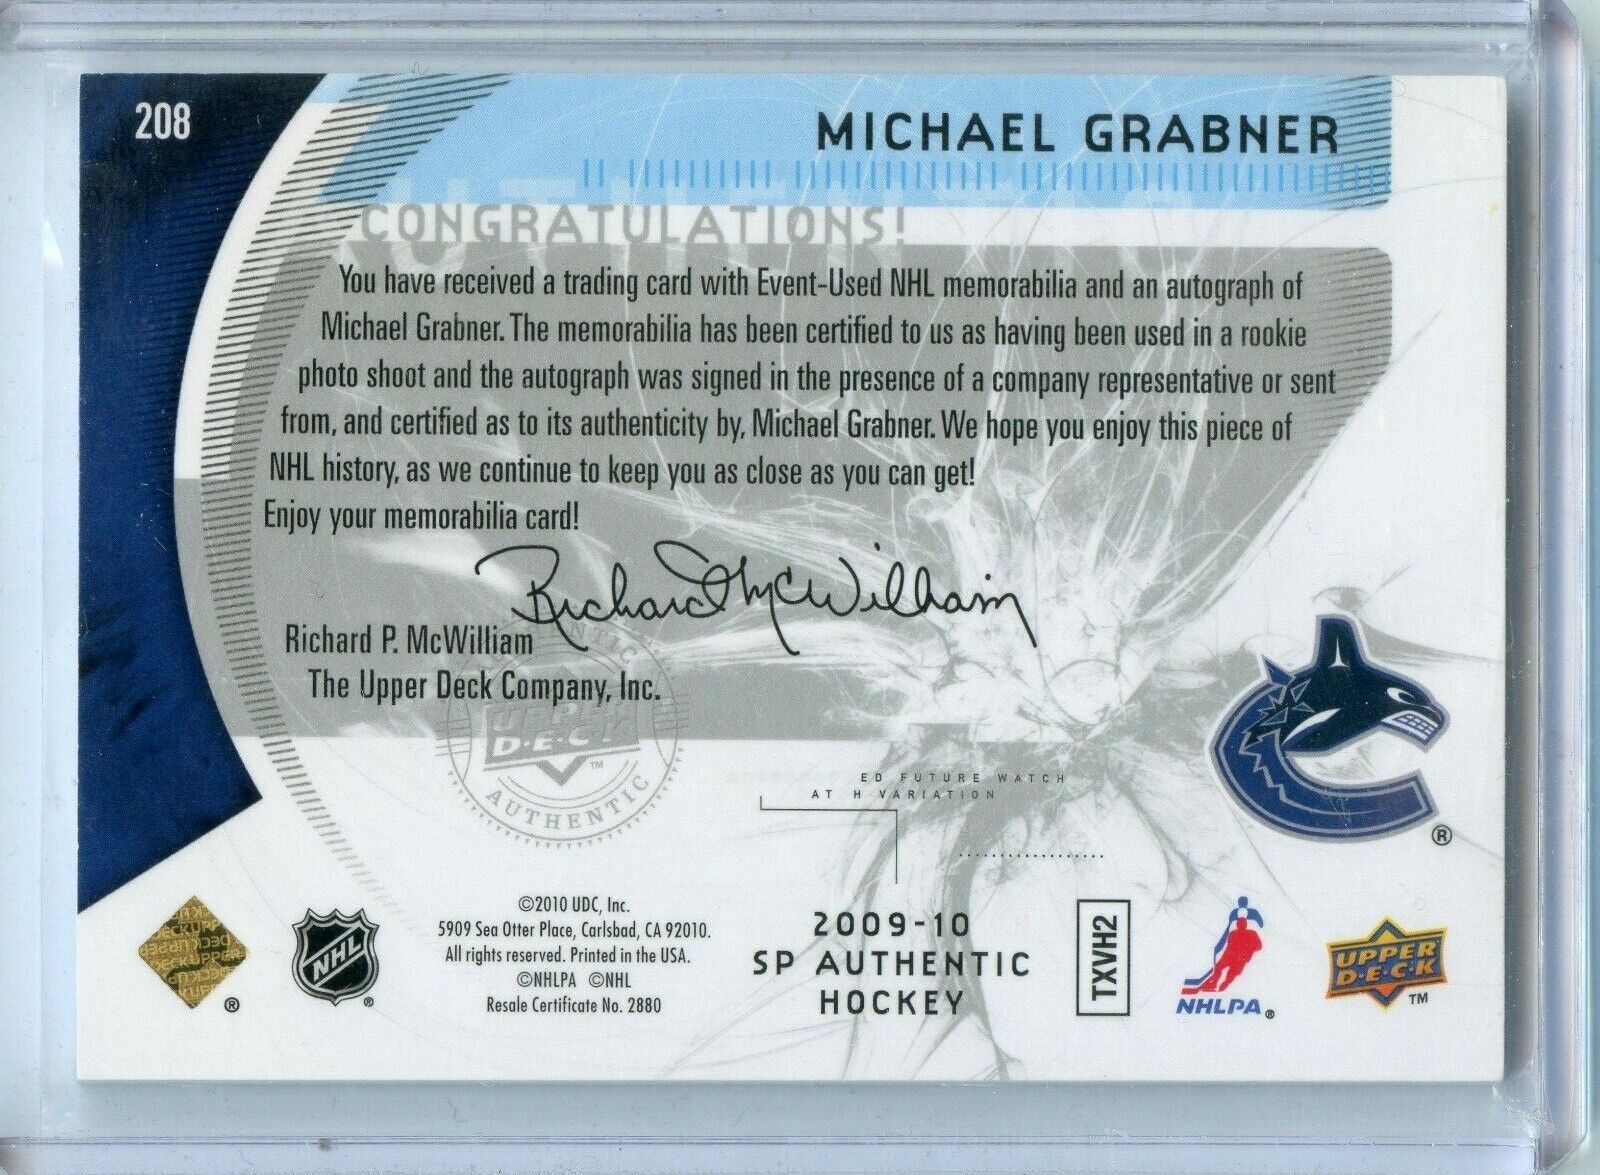 208
MICHAEL GRABNER
CONGRATULATIONS!
You have received a trading card with Event-Used NHL memorabilia and an autograph of
Michael Grabner. The memorabilia has been certified to us as having been used in a rookie
photo shoot and the autograph was signed in the presence of a company representative or sent
from, and certified as to its authenticity by, Michael Grabner. We hope you enjoy this piece of
NHL history, as we continue to keep you as close as you can get!
Enjoy your memorabilia card!
Richard McWilliam
Richard P. McWilliam
The Upper Deck Company, Inc.
UPPER
D·E·C·K
TM
AUTHENTIC
ED FUTURE WATCH
AT H VARIATION
®
®
NHL
®
©2010 UDC, Inc.
5909 Sea Otter Place, Carlsbad, CA 92010.
All rights reserved. Printed in the USA.
©NHLPA ©NHL
Resale Certificate No. 2880
2009-10
SP AUTHENTIC
HOCKEY
TXVH2
NHLPA®
UPPER
D·E·C·K
TM